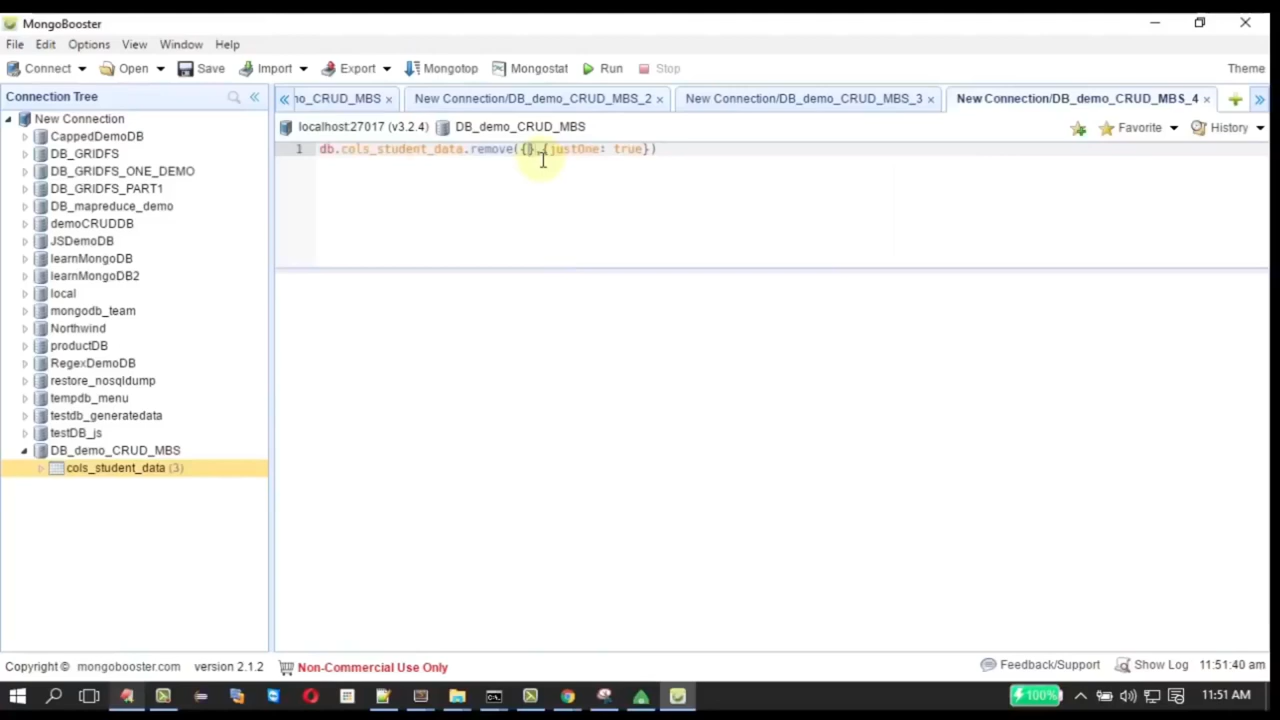 MongoBooster
File Edit Options View Window Help
Connect Open Save Import Export Mongotop Mongostat Run Stop Theme
Connection Tree
no_CRUD_MBS × New Connection/DB_demo_CRUD_MBS_2 × New Connection/DB_demo_CRUD_MBS_3 × New Connection/DB_demo_CRUD_MBS_4 ×
localhost:27017 (v3.2.4) DB_demo_CRUD_MBS Favorite History
1 db.cols_student_data.remove({},{justOne: true})
New Connection
CappedDemoDB
DB_GRIDFS
DB_GRIDFS_ONE_DEMO
DB_GRIDFS_PART1
DB_mapreduce_demo
demoCRUDDB
JSDemoDB
learnMongoDB
learnMongoDB2
local
mongodb_team
Northwind
productDB
RegexDemoDB
restore_nosqldump
tempdb_menu
testdb_generatedata
testDB_js
DB_demo_CRUD_MBS
cols_student_data (3)
Copyright © mongobooster.com version 2.1.2 Non-Commercial Use Only Feedback/Support Show Log 11:51:40 am
100% 11:51 AM